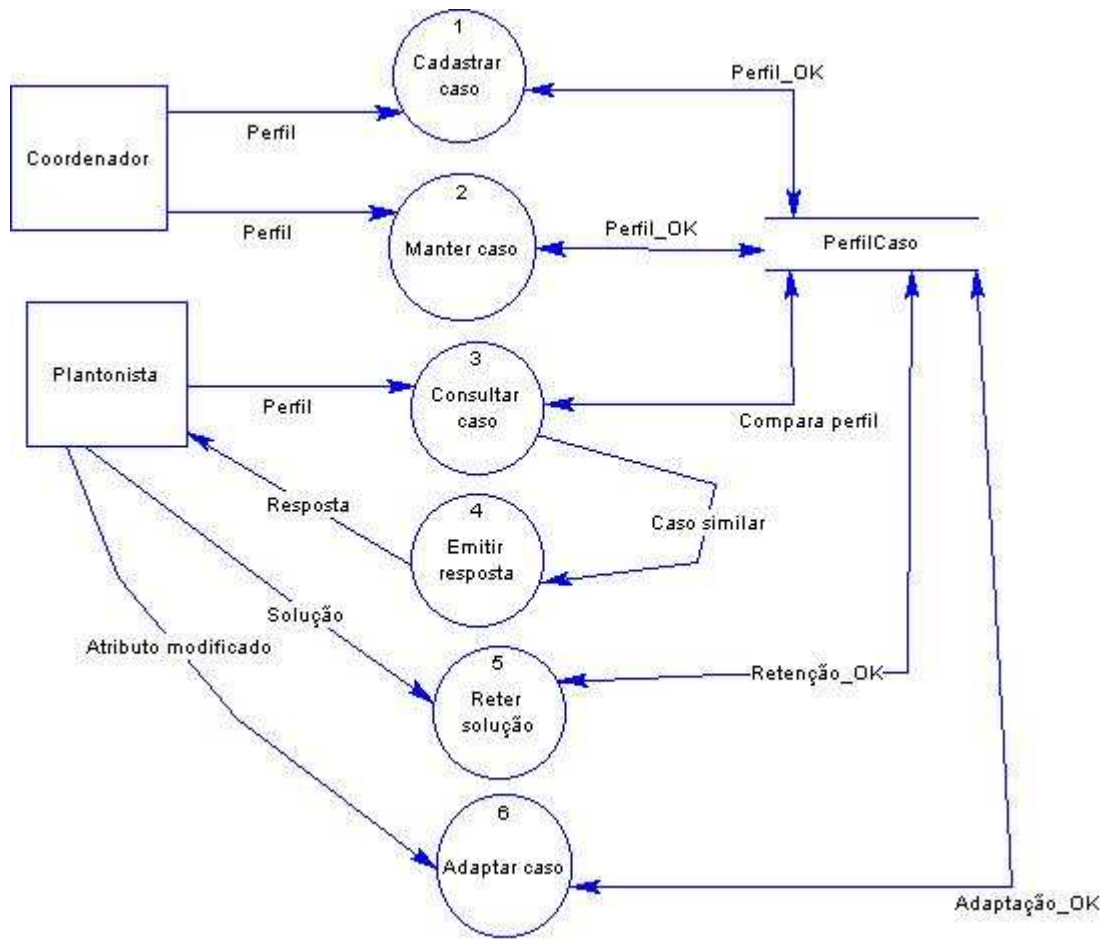 1
Cadastrar
caso
Perfil_OK
Perfil
Coordenador
2
Manter caso
Perfil
Perfil_OK
PerfilCaso
Plantonista
3
Consultar
caso
Perfil
Compara perfil
Resposta
4
Emitir
resposta
Caso similar
Solução
Atributo modificado
5
Reter
solução
Retenção_OK
6
Adaptar caso
Adaptação_OK